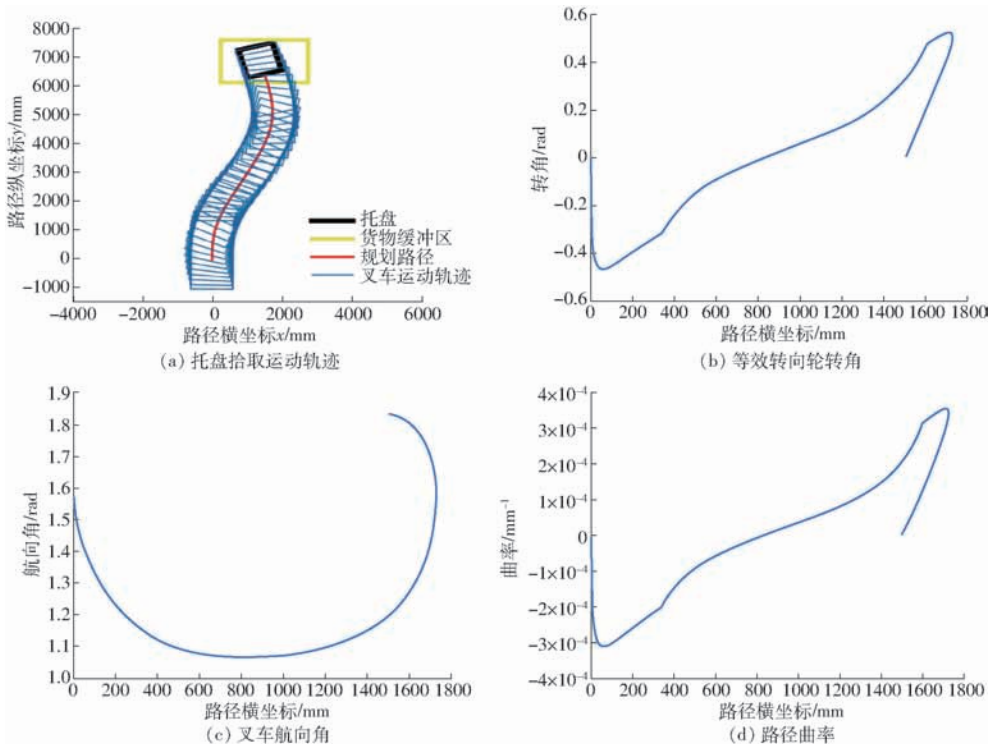 8000
7000
6000
5000
4000
3000
2000
1000
0
−1000
−4000 −2000 0 2000 4000 6000
路径纵坐标y/mm
路径横坐标x/mm
托盘
货物缓冲区
规划路径
叉车运动轨迹
(a) 托盘拾取运动轨迹
0.6
0.4
0.2
0
−0.2
−0.4
−0.6
0 200 400 600 800 1000 1200 1400 1600 1800
转角/rad
路径横坐标/mm
(b) 等效转向轮转角
1.9
1.8
1.7
1.6
1.5
1.4
1.3
1.2
1.1
1.0
0 200 400 600 800 1000 1200 1400 1600 1800
航向角/rad
路径横坐标/mm
(c) 叉车航向角
4×10⁻⁴
3×10⁻⁴
2×10⁻⁴
1×10⁻⁴
0
−1×10⁻⁴
−2×10⁻⁴
−3×10⁻⁴
−4×10⁻⁴
0 200 400 600 800 1000 1200 1400 1600 1800
曲率/mm⁻¹
路径横坐标/mm
(d) 路径曲率